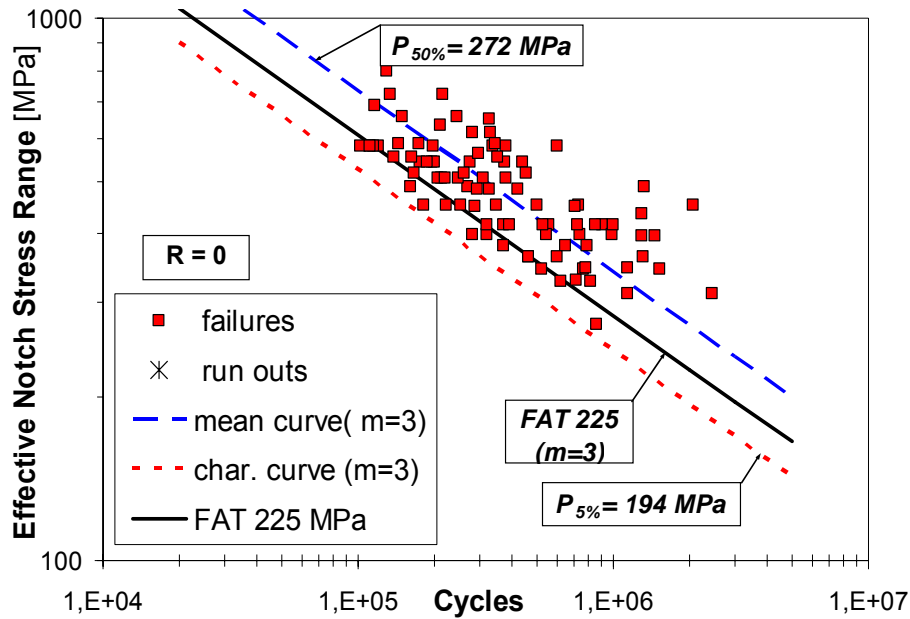 Effective Notch Stress Range [MPa]
1000
100
P50%= 272 MPa
R = 0
failures
run outs
mean curve( m=3)
char. curve (m=3)
FAT 225 MPa
FAT 225
(m=3)
P5%= 194 MPa
1,E+04
1,E+05
Cycles
1,E+06
1,E+07